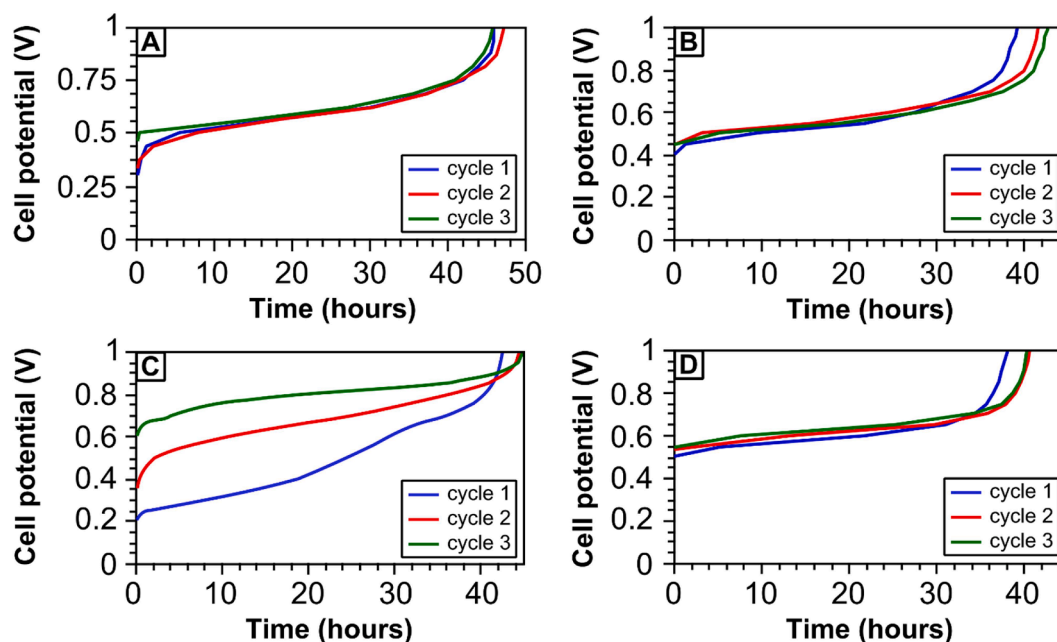 A
Cell potential (V)
1
0.75
0.5
0.25
0
cycle 1
cycle 2
cycle 3
0 10 20 30 40 50
Time (hours)
B
Cell potential (V)
1
0.8
0.6
0.4
0.2
0
cycle 1
cycle 2
cycle 3
0 10 20 30 40
Time (hours)
C
Cell potential (V)
1
0.8
0.6
0.4
0.2
0
cycle 1
cycle 2
cycle 3
0 10 20 30 40
Time (hours)
D
Cell potential (V)
1
0.8
0.6
0.4
0.2
0
cycle 1
cycle 2
cycle 3
0 10 20 30 40
Time (hours)